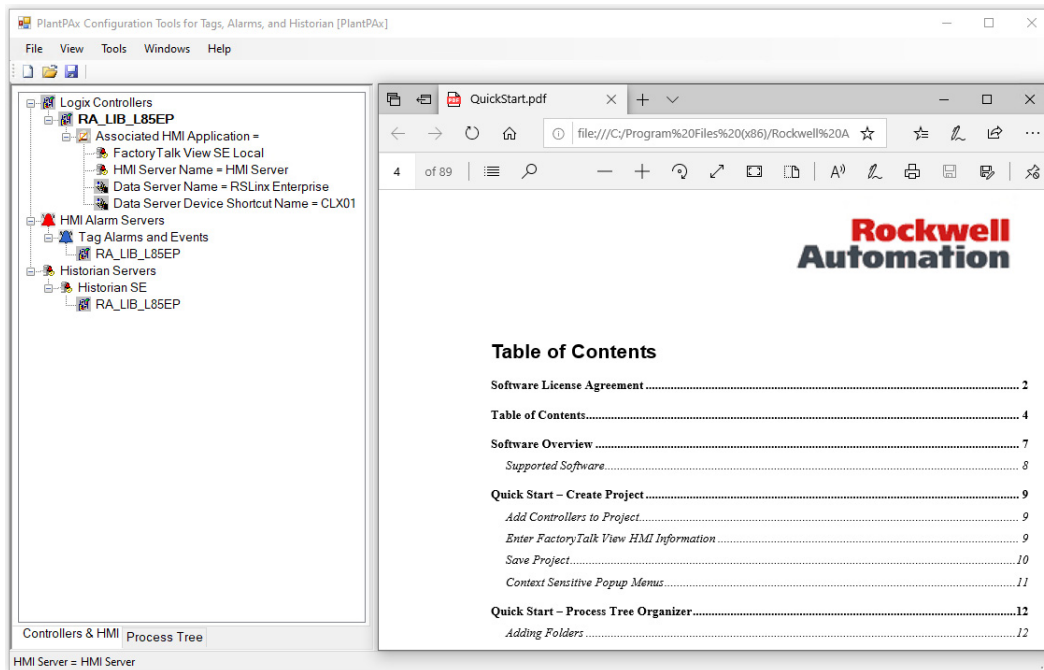 PlantPAx Configuration Tools for Tags, Alarms, and Historian [PlantPAx]
File View Tools Windows Help
Logix Controllers
RA_LIB_L85EP
Associated HMI Application =
FactoryTalk View SE Local
HMI Server Name = HMI Server
Data Server Name = RSLinx Enterprise
Data Server Device Shortcut Name = CLX01
HMI Alarm Servers
Tag Alarms and Events
RA_LIB_L85EP
Historian Servers
Historian SE
RA_LIB_L85EP
Controllers & HMI Process Tree
HMI Server = HMI Server
QuickStart.pdf
file:///C:/Program%20Files%20(x86)/Rockwell%20A
4 of 89
Rockwell
Automation
Table of Contents
Software License Agreement 2
Table of Contents 4
Software Overview 7
Supported Software 8
Quick Start – Create Project 9
Add Controllers to Project 9
Enter FactoryTalk View HMI Information 9
Save Project 10
Context Sensitive Popup Menus 11
Quick Start – Process Tree Organizer 12
Adding Folders 12